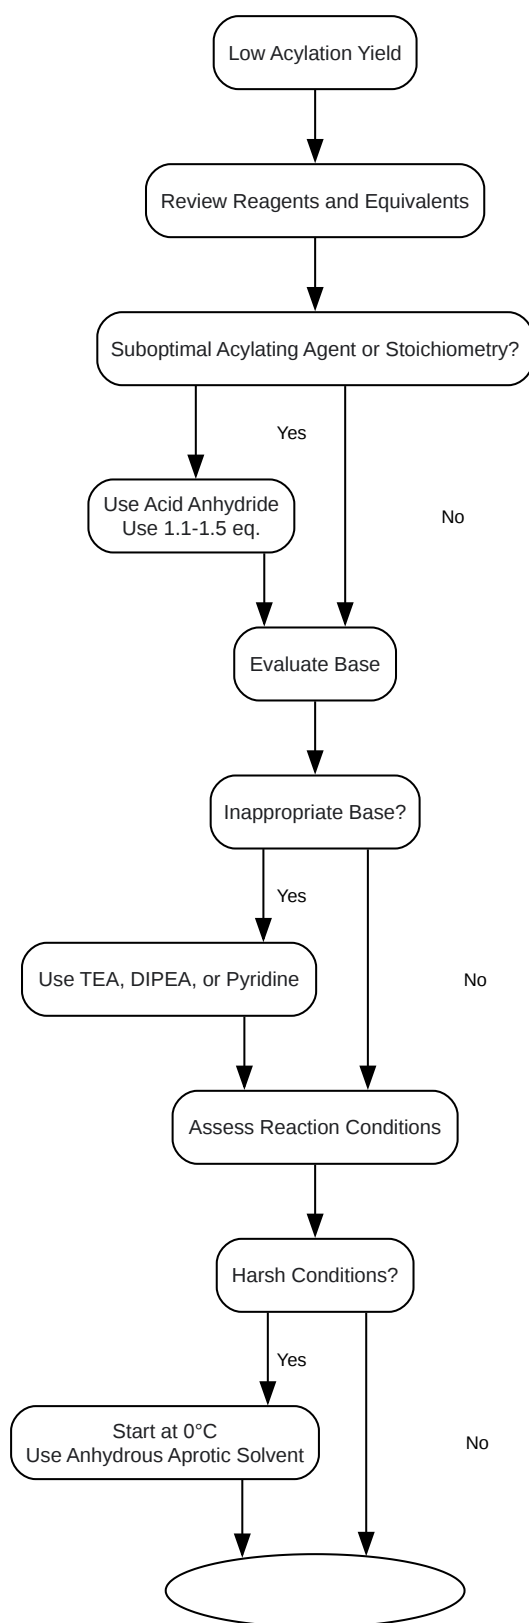 Low Acylation Yield
Review Reagents and Equivalents
Suboptimal Acylating Agent or Stoichiometry?
Yes
Use Acid Anhydride
Use 1.1-1.5 eq.
No
Evaluate Base
Inappropriate Base?
Yes
Use TEA, DIPEA, or Pyridine
No
Assess Reaction Conditions
Harsh Conditions?
Yes
Start at 0°C
Use Anhydrous Aprotic Solvent
No